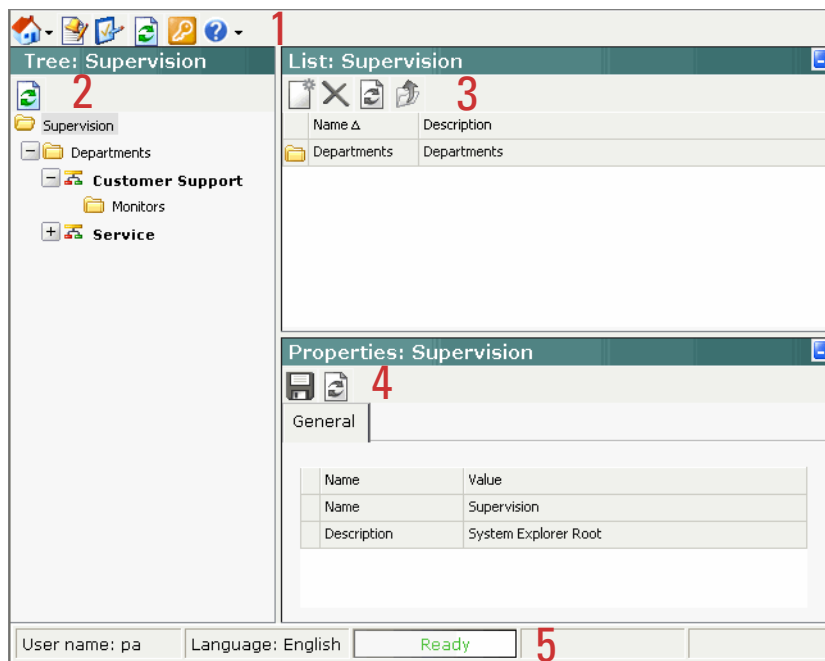 1
Tree: Supervision
2
Supervision
Departments
Customer Support
Monitors
Service
List: Supervision
3
Name Description
Departments Departments
Properties: Supervision
4
General
Name Value
Name Supervision
Description System Explorer Root
User name: pa Language: English Ready 5